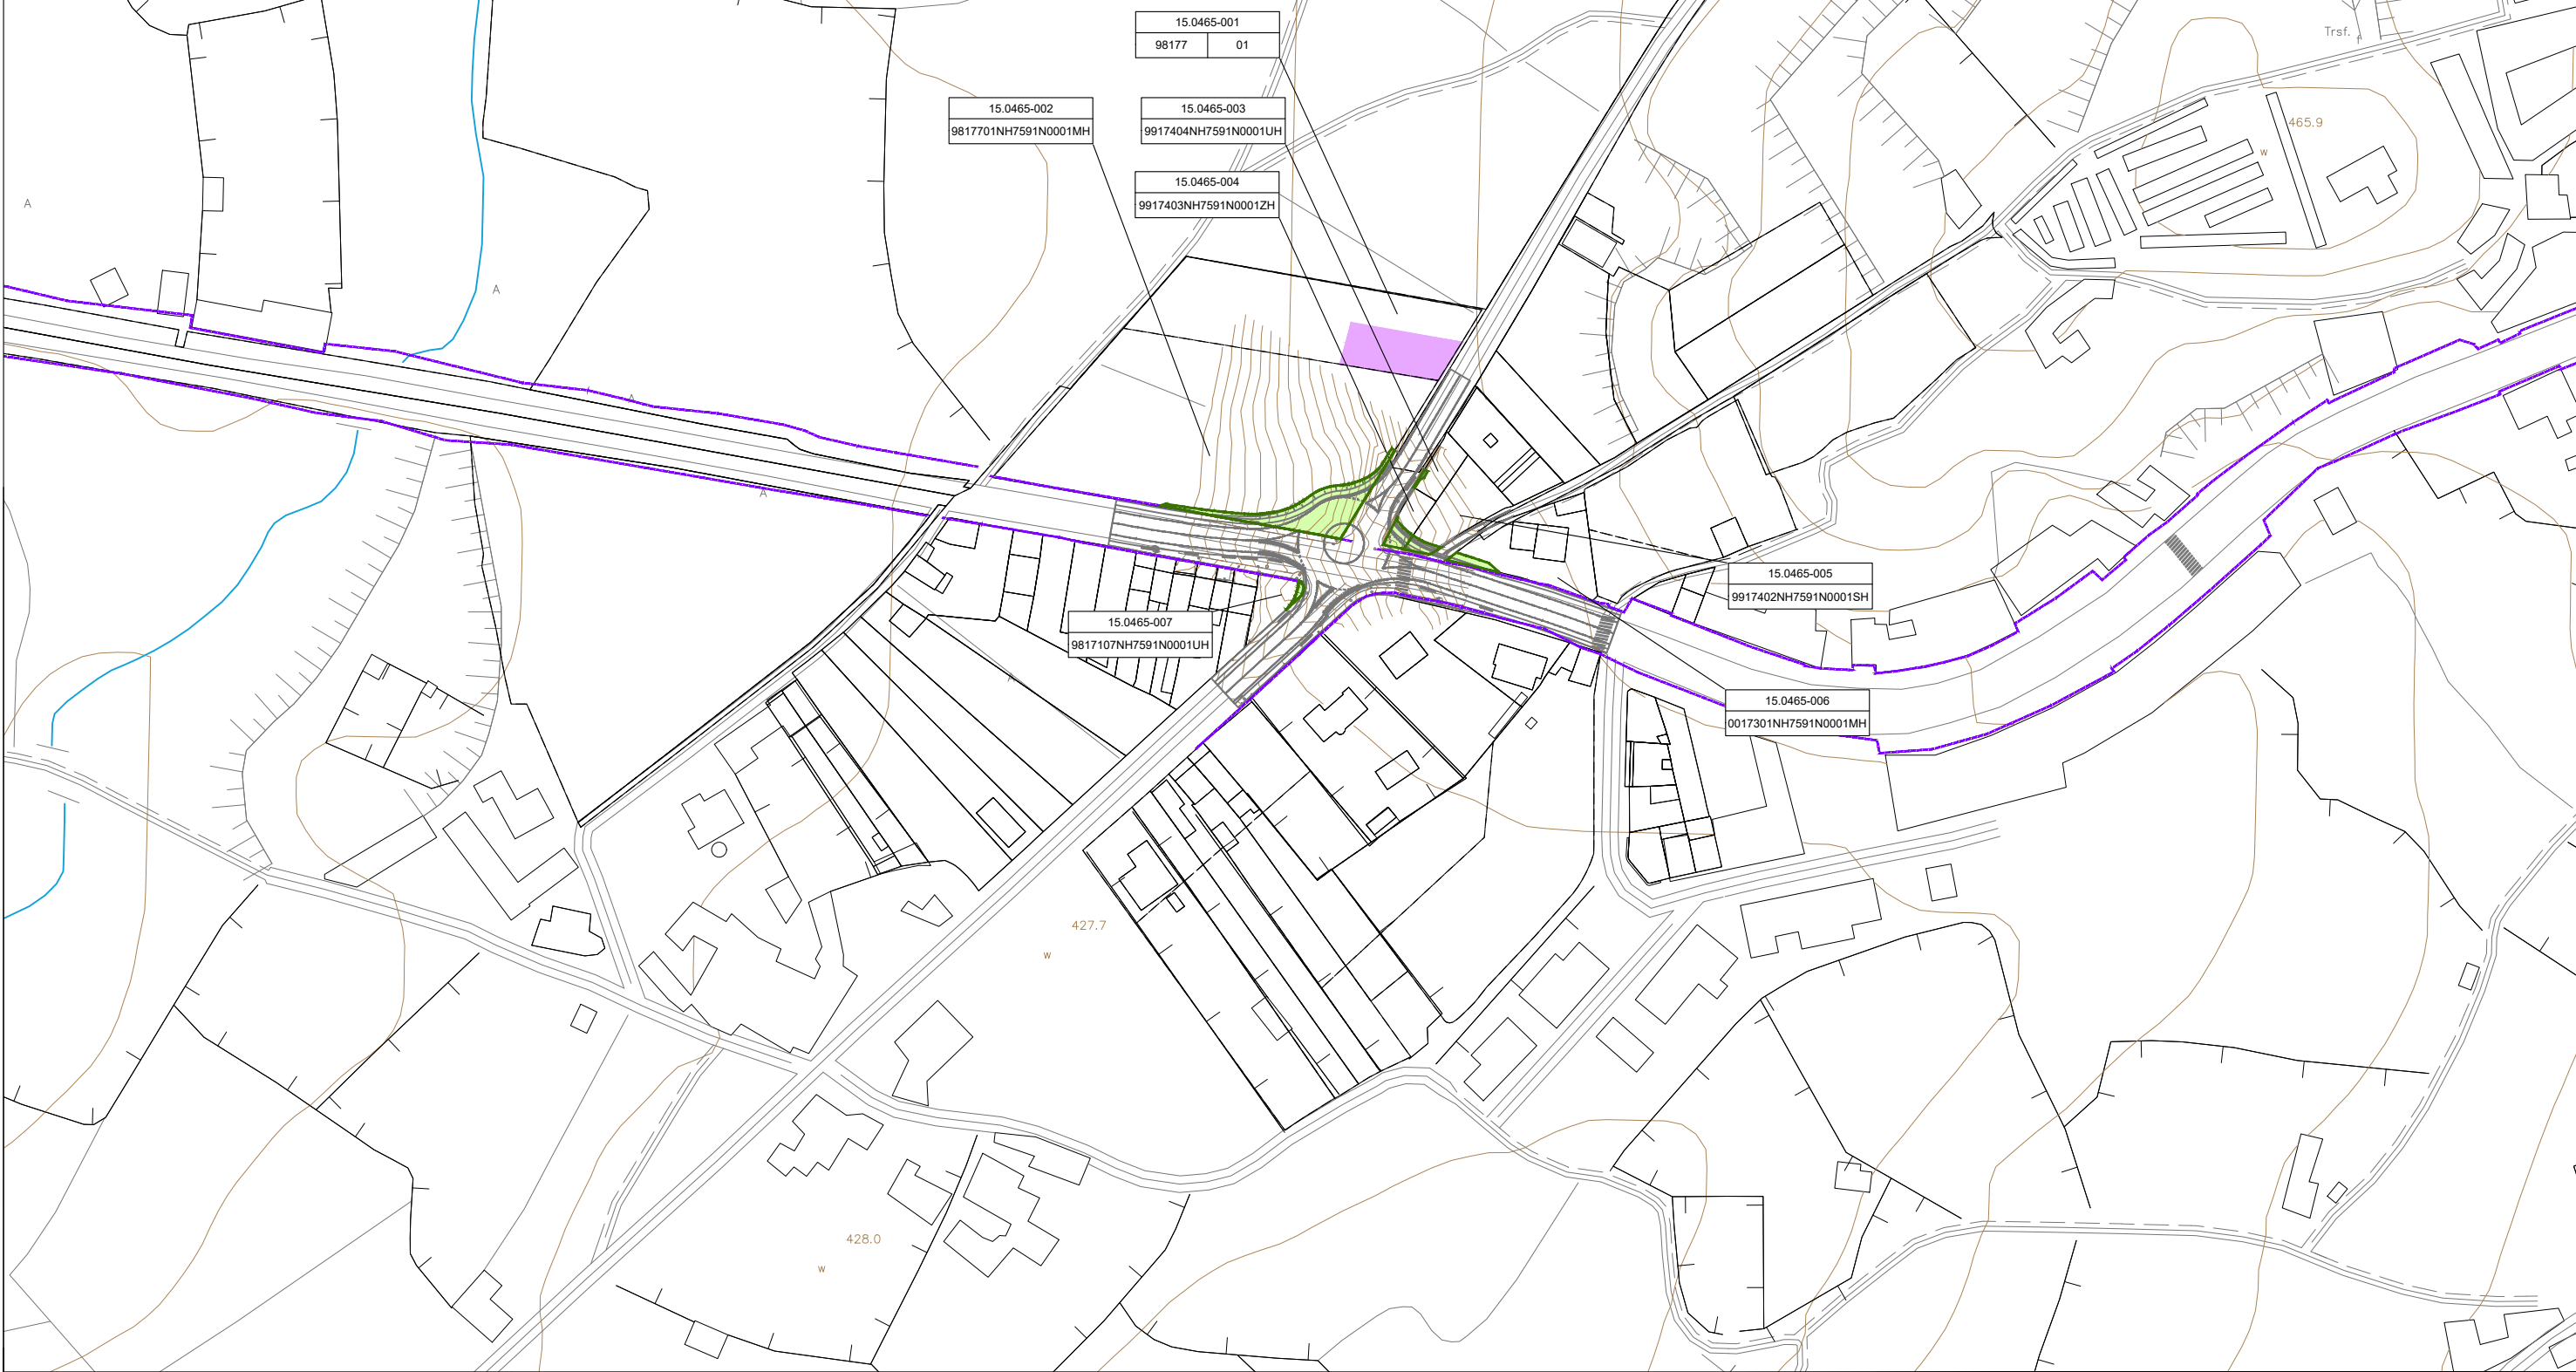 15.0465-001
98177 01
Trsf.
15.0465-002
9817701NH7591N0001MH
15.0465-003
9917404NH7591N0001UH
465.9
w
15.0465-004
9917403NH7591N0001ZH
A
A
A
A
15.0465-005
9917402NH7591N0001SH
15.0465-007
9817107NH7591N0001UH
15.0465-006
0017301NH7591N0001MH
427.7
w
428.0
w